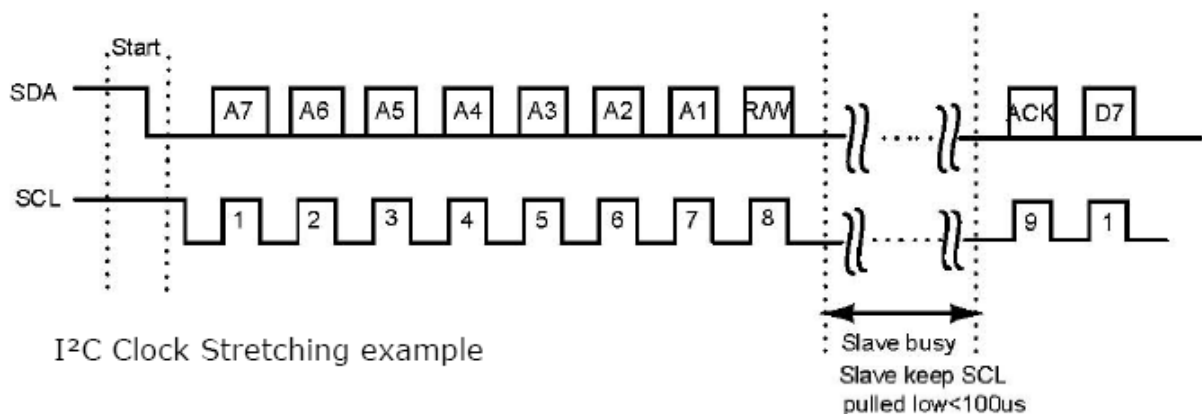 Start
SDA A7 A6 A5 A4 A3 A2 A1 R/W ACK D7
SCL 1 2 3 4 5 6 7 8 9 1
I²C Clock Stretching example
Slave busy
Slave keep SCL
pulled low<100us